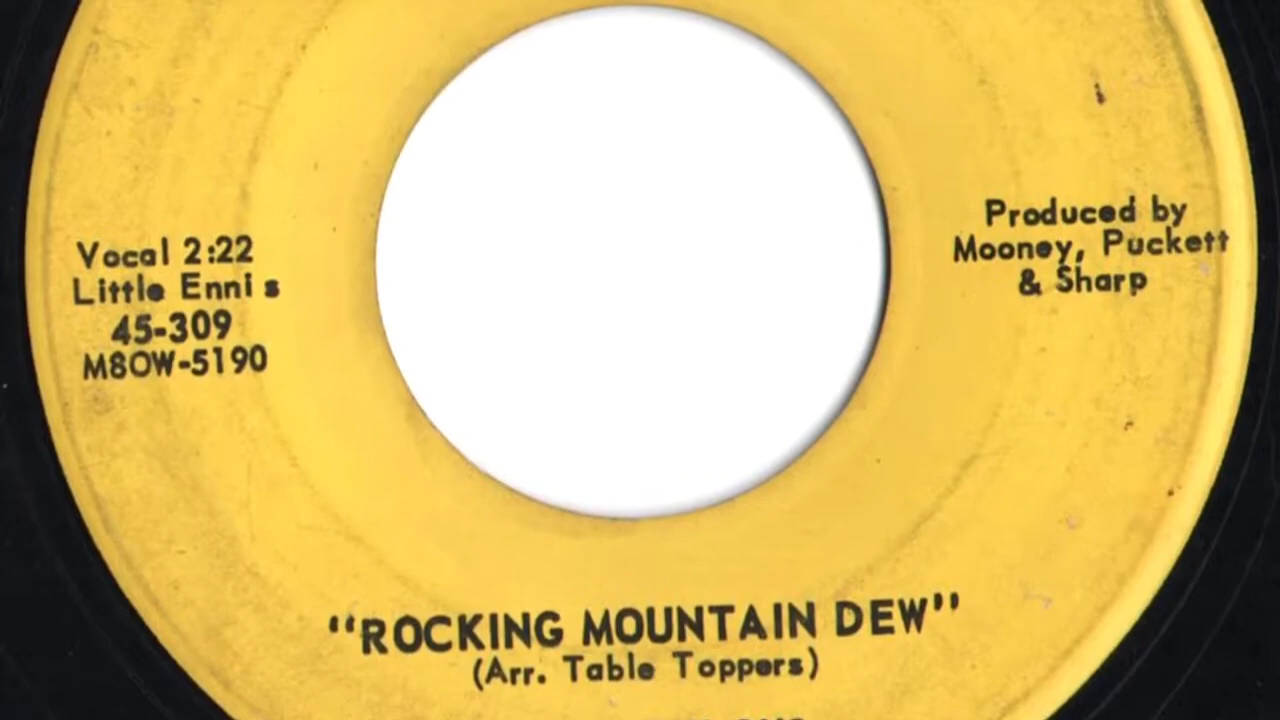 Vocal 2:22
Little Ennis
45-309
M8OW-5190
Produced by
Mooney, Puckett
& Sharp
"ROCKING MOUNTAIN DEW"
(Arr. Table Toppers)